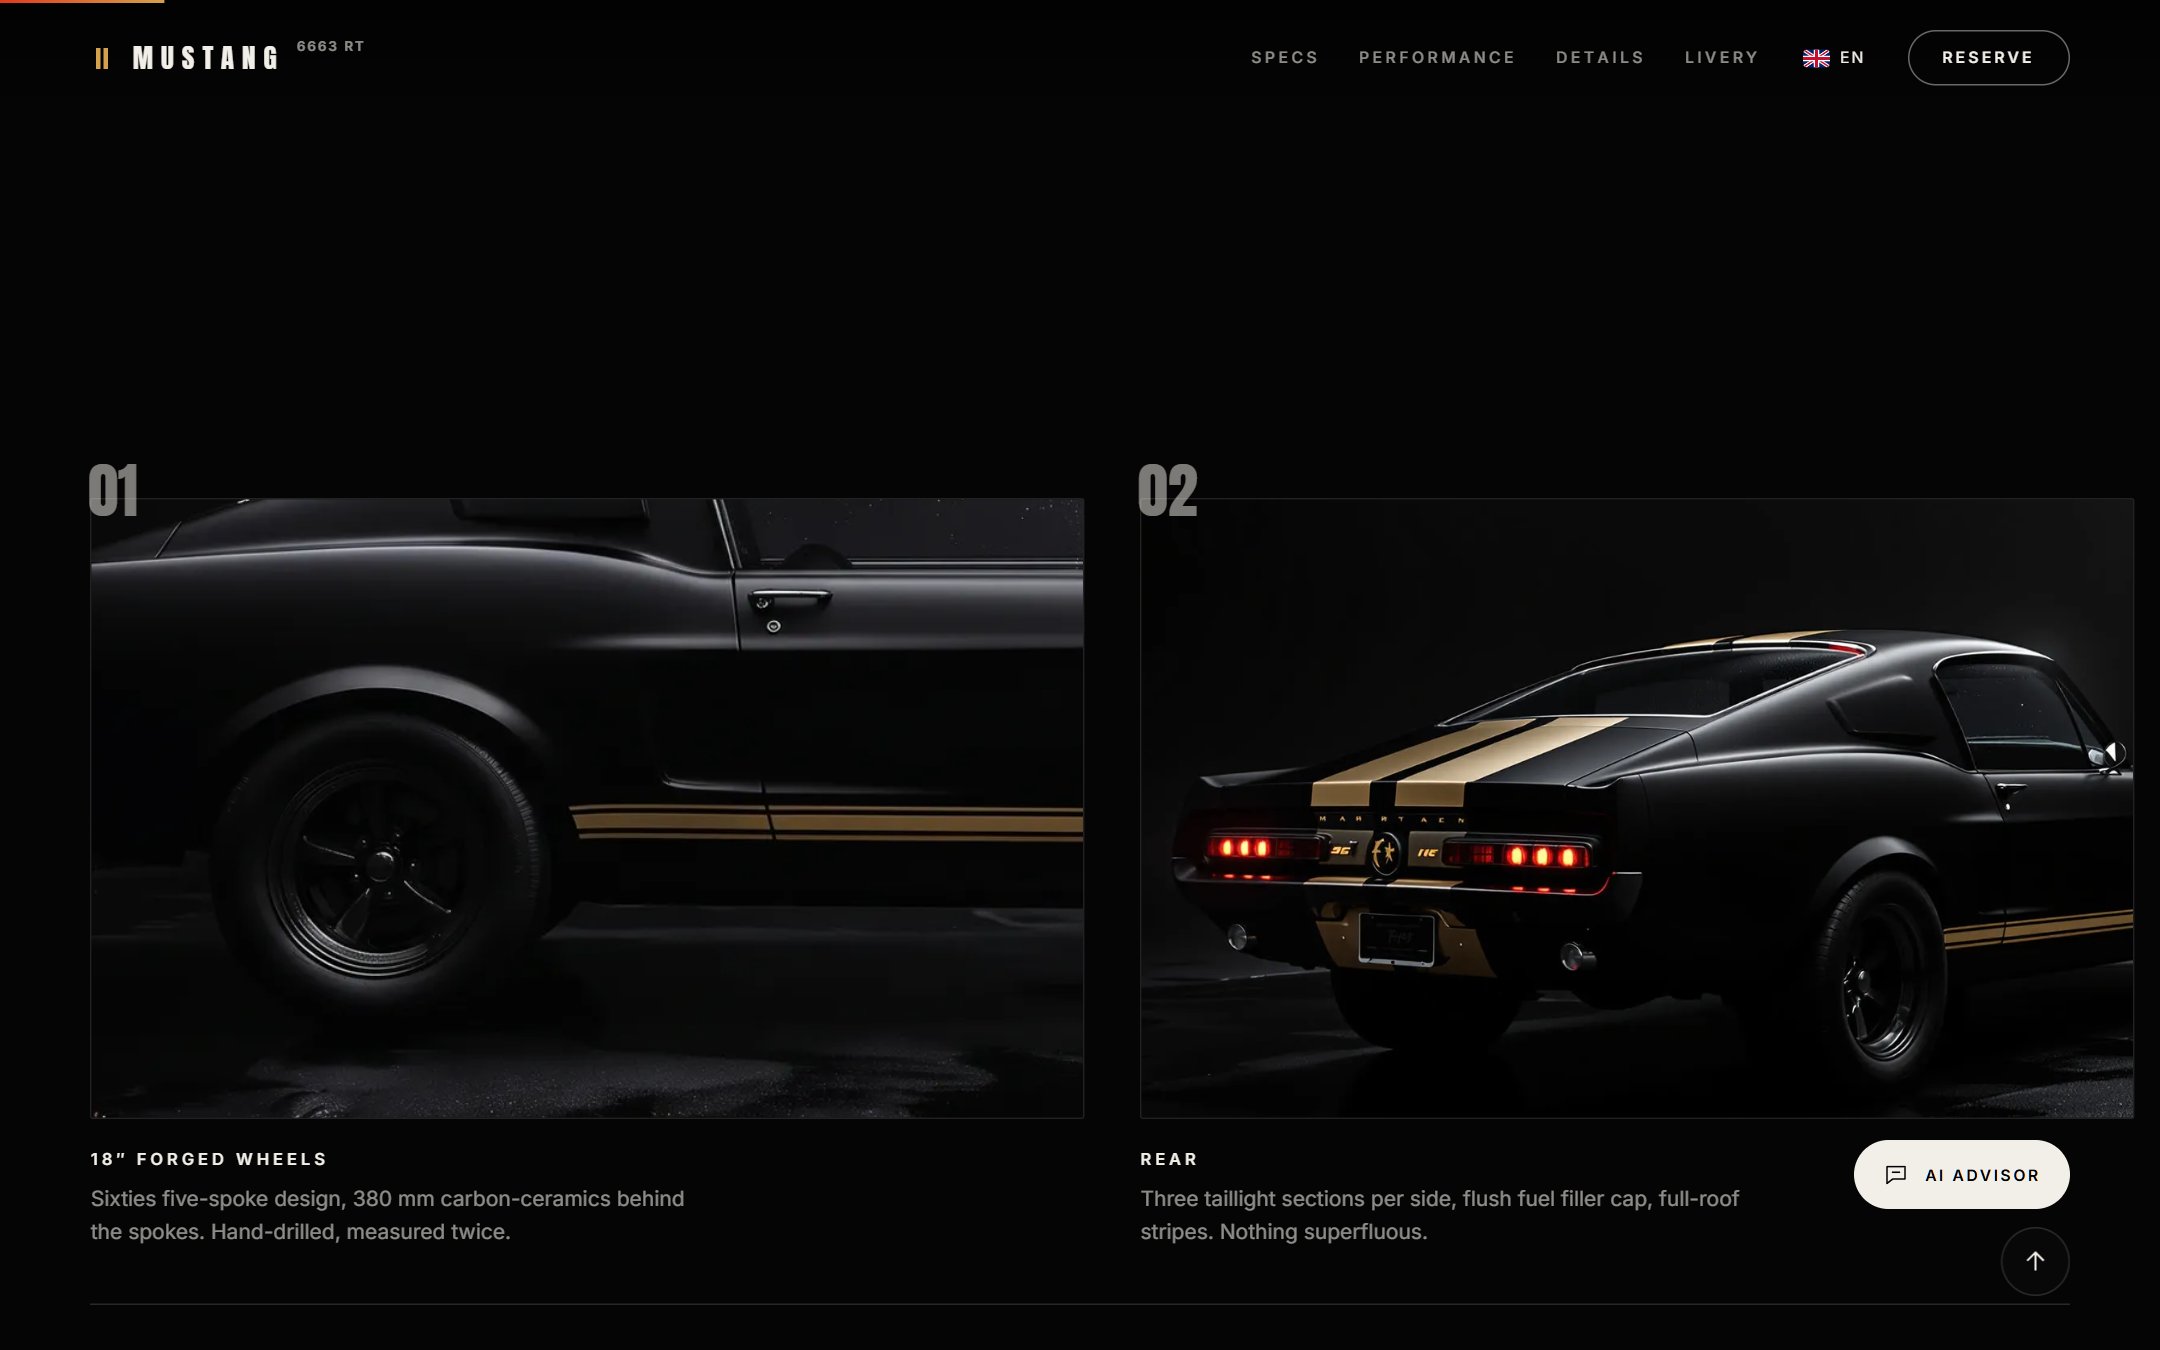 MUSTANG 6663 RT
SPECS PERFORMANCE DETAILS LIVERY EN RESERVE
01
02
18″ FORGED WHEELS
Sixties five-spoke design, 380 mm carbon-ceramics behind
the spokes. Hand-drilled, measured twice.
REAR
Three taillight sections per side, flush fuel filler cap, full-roof
stripes. Nothing superfluous.
AI ADVISOR